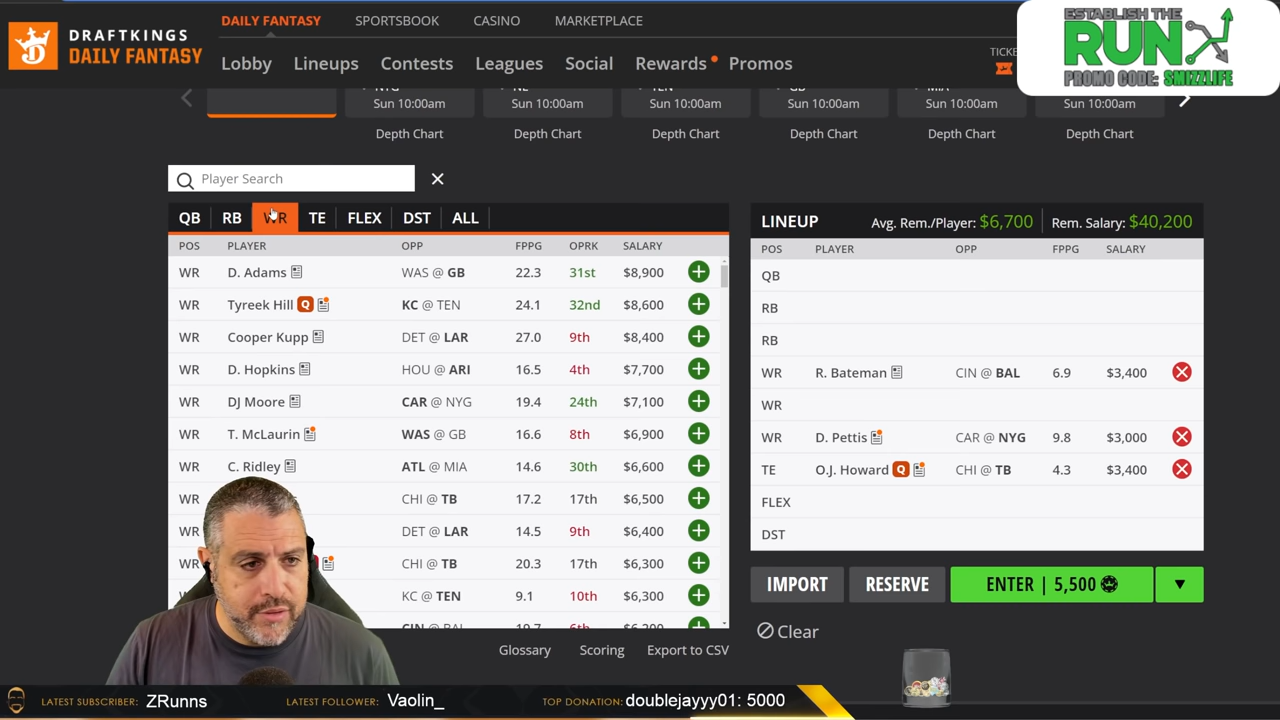 DRAFTKINGS
DAILY FANTASY
DAILY FANTASY SPORTSBOOK CASINO MARKETPLACE
Lobby Lineups Contests Leagues Social Rewards Promos
ESTABLISH THE
RUN
PROMO CODE: SMIZZLIFE
Sun 10:00am Sun 10:00am Sun 10:00am Sun 10:00am Sun 10:00am Sun 10:00am
Depth Chart Depth Chart Depth Chart Depth Chart Depth Chart Depth Chart
Player Search
QB RB WR TE FLEX DST ALL
POS PLAYER OPP FPPG OPRK SALARY
WR D. Adams WAS @ GB 22.3 31st $8,900
WR Tyreek Hill Q KC @ TEN 24.1 32nd $8,600
WR Cooper Kupp DET @ LAR 27.0 9th $8,400
WR D. Hopkins HOU @ ARI 16.5 4th $7,700
WR DJ Moore CAR @ NYG 19.4 24th $7,100
WR T. McLaurin WAS @ GB 16.6 8th $6,900
WR C. Ridley ATL @ MIA 14.6 30th $6,600
WR CHI @ TB 17.2 17th $6,500
WR DET @ LAR 14.5 9th $6,400
WR CHI @ TB 20.3 17th $6,300
KC @ TEN 9.1 10th $6,300
LINEUP Avg. Rem./Player: $6,700 Rem. Salary: $40,200
POS PLAYER OPP FPPG SALARY
QB
RB
RB
WR R. Bateman CIN @ BAL 6.9 $3,400
WR
WR D. Pettis CAR @ NYG 9.8 $3,000
TE O.J. Howard Q CHI @ TB 4.3 $3,400
FLEX
DST
IMPORT RESERVE ENTER | 5,500
Clear
Glossary Scoring Export to CSV
LATEST SUBSCRIBER: ZRunns LATEST FOLLOWER: Vaolin_ TOP DONATION: doublejayyy01: 5000